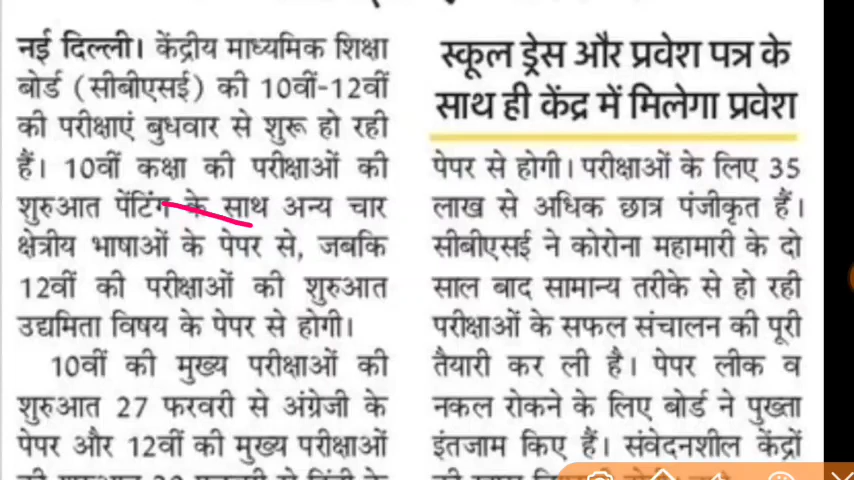 नई दिल्ली। केंद्रीय माध्यमिक शिक्षा
बोर्ड (सीबीएसई) की 10वीं-12वीं
की परीक्षाएं बुधवार से शुरू हो रही
हैं। 10वीं कक्षा की परीक्षाओं की
शुरुआत पेंटिंग के साथ अन्य चार
क्षेत्रीय भाषाओं के पेपर से, जबकि
12वीं की परीक्षाओं की शुरुआत
उद्यमिता विषय के पेपर से होगी।
10वीं की मुख्य परीक्षाओं की
शुरुआत 27 फरवरी से अंग्रेजी के
पेपर और 12वीं की मुख्य परीक्षाओं
स्कूल ड्रेस और प्रवेश पत्र के
साथ ही केंद्र में मिलेगा प्रवेश
पेपर से होगी। परीक्षाओं के लिए 35
लाख से अधिक छात्र पंजीकृत हैं।
सीबीएसई ने कोरोना महामारी के दो
साल बाद सामान्य तरीके से हो रही
परीक्षाओं के सफल संचालन की पूरी
तैयारी कर ली है। पेपर लीक व
नकल रोकने के लिए बोर्ड ने पुख्ता
इंतजाम किए हैं। संवेदनशील केंद्रों